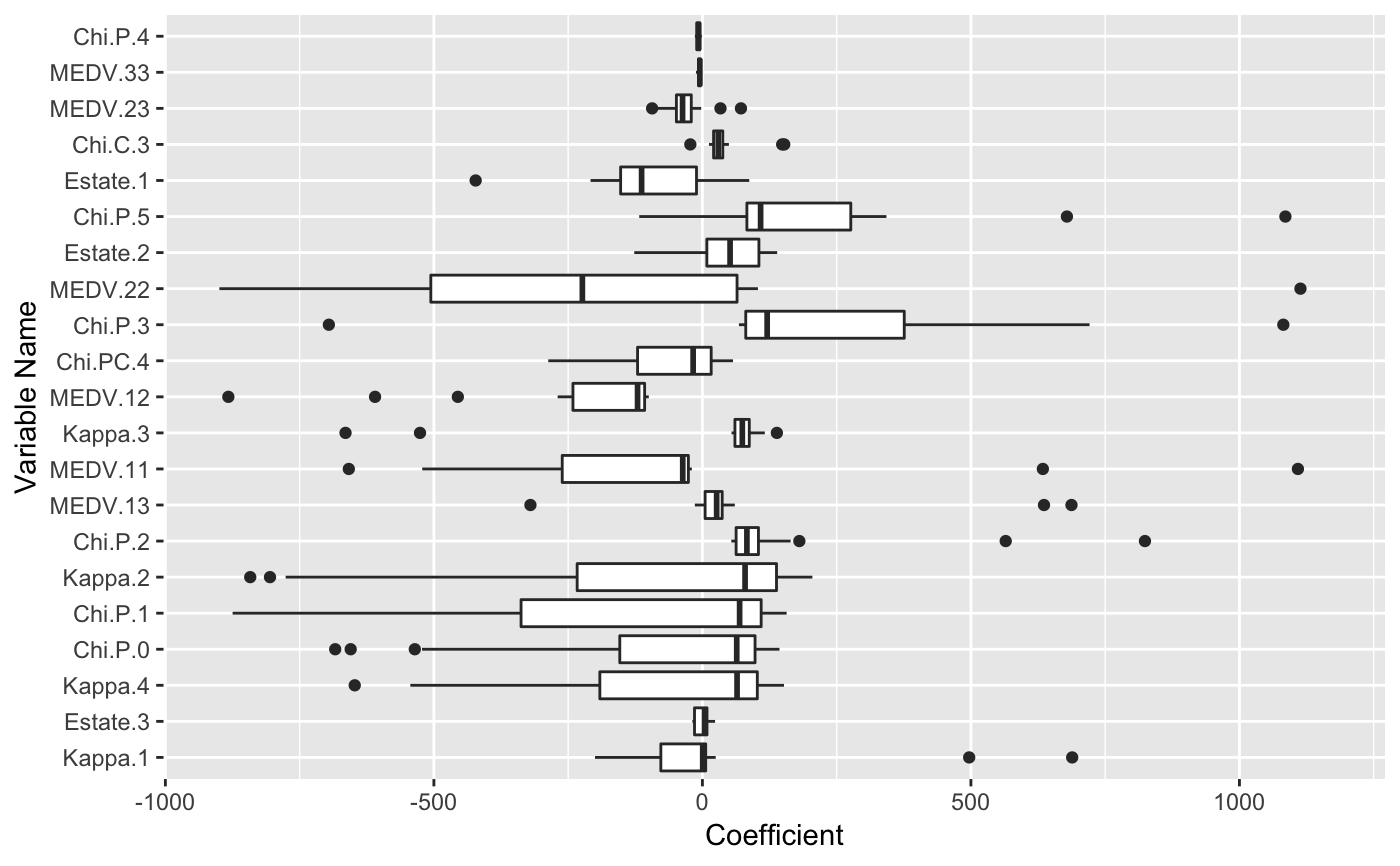 Chi.P.4
MEDV.33
MEDV.23
Chi.C.3
Estate.1
Chi.P.5
Estate.2
MEDV.22
Chi.P.3
Chi.PC.4
MEDV.12
Kappa.3
MEDV.11
MEDV.13
Chi.P.2
Kappa.2
Chi.P.1
Chi.P.0
Kappa.4
Estate.3
Kappa.1
Variable Name
-1000 -500 0 500 1000
Coefficient